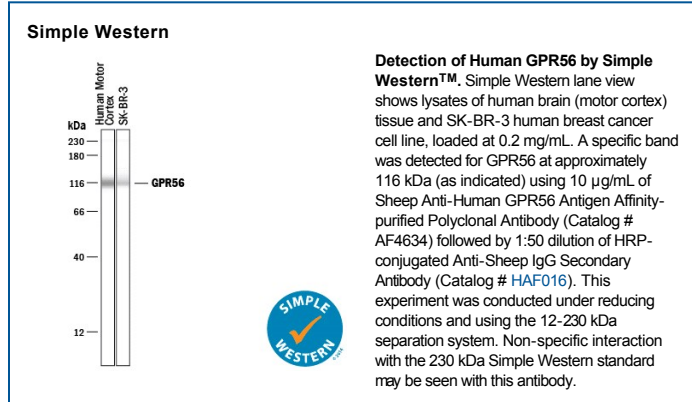 Simple Western
Human Motor
Cortex
SK-BR-3
kDa
230
180
116
GPR56
66
40
12
SIMPLE
WESTERN
Detection of Human GPR56 by Simple
Western™. Simple Western lane view
shows lysates of human brain (motor cortex)
tissue and SK-BR-3 human breast cancer
cell line, loaded at 0.2 mg/mL. A specific band
was detected for GPR56 at approximately
116 kDa (as indicated) using 10 µg/mL of
Sheep Anti-Human GPR56 Antigen Affinity-
purified Polyclonal Antibody (Catalog #
AF4634) followed by 1:50 dilution of HRP-
conjugated Anti-Sheep IgG Secondary
Antibody (Catalog # HAF016). This
experiment was conducted under reducing
conditions and using the 12-230 kDa
separation system. Non-specific interaction
with the 230 kDa Simple Western standard
may be seen with this antibody.